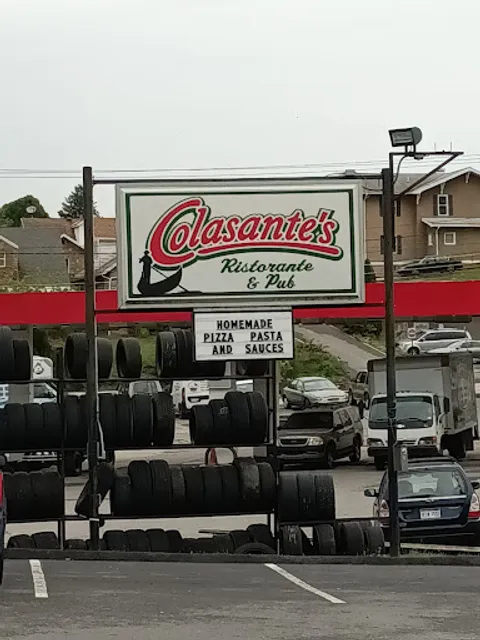 Colasante's
Ristorante
& Pub
HOMEMADE
PIZZA PASTA
AND SAUCES